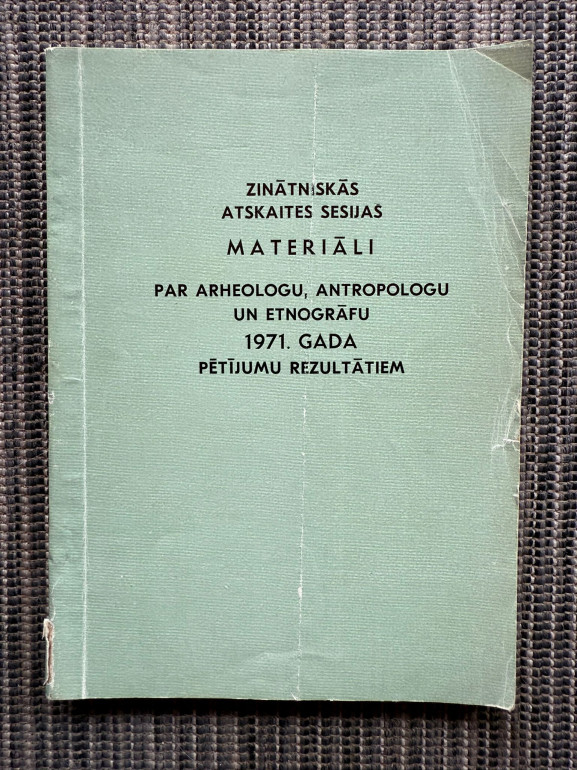 ZINĀTNISKĀS
ATSKAITES SESIJAS
MATERIĀLI
PAR ARHEOLOGU, ANTROPOLOGU
UN ETNOGRĀFU
1971. GADA
PĒTĪJUMU REZULTĀTIEM